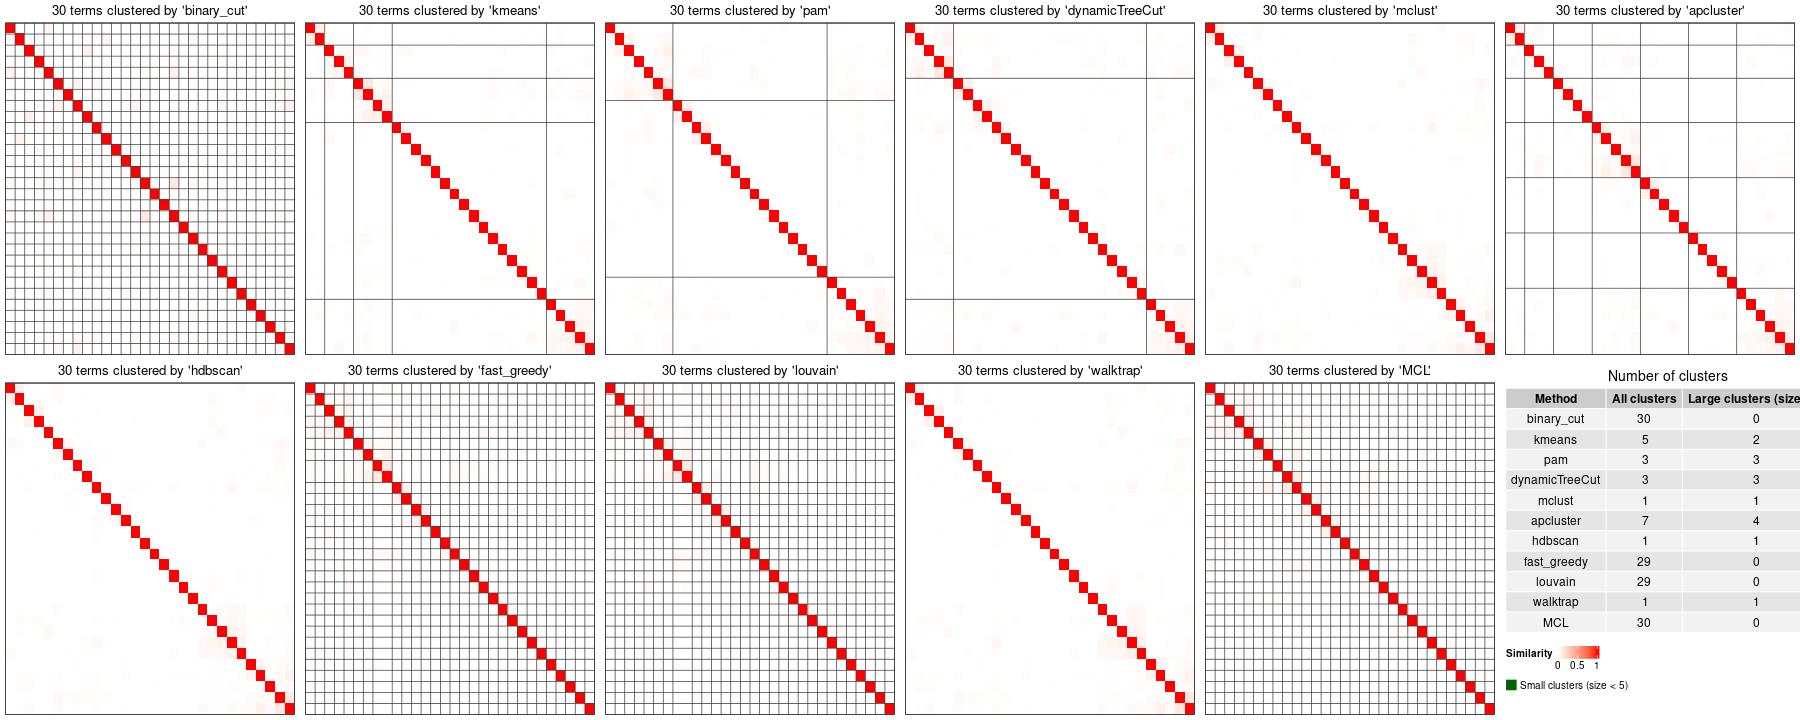 30 terms clustered by 'binary_cut'
30 terms clustered by 'kmeans'
30 terms clustered by 'pam'
30 terms clustered by 'dynamicTreeCut'
30 terms clustered by 'mclust'
30 terms clustered by 'apcluster'
30 terms clustered by 'hdbscan'
30 terms clustered by 'fast_greedy'
30 terms clustered by 'louvain'
30 terms clustered by 'walktrap'
30 terms clustered by 'MCL'
Number of clusters
Method All clusters Large clusters (size
binary_cut 30 0
kmeans 5 2
pam 3 3
dynamicTreeCut 3 3
mclust 1 1
apcluster 7 4
hdbscan 1 1
fast_greedy 29 0
louvain 29 0
walktrap 1 1
MCL 30 0
Similarity
0 0.5 1
Small clusters (size < 5)